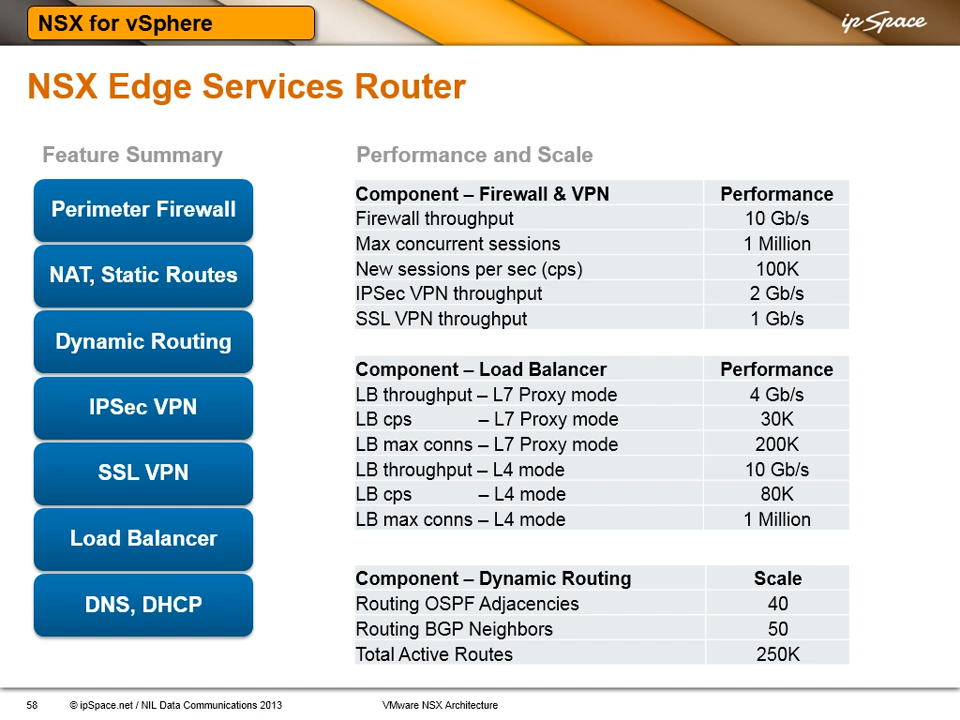 NSX for vSphere
ipSpace
NSX Edge Services Router
Feature Summary
Perimeter Firewall
NAT, Static Routes
Dynamic Routing
IPSec VPN
SSL VPN
Load Balancer
DNS, DHCP
Performance and Scale
Component – Firewall & VPN Performance
Firewall throughput 10 Gb/s
Max concurrent sessions 1 Million
New sessions per sec (cps) 100K
IPSec VPN throughput 2 Gb/s
SSL VPN throughput 1 Gb/s
Component – Load Balancer Performance
LB throughput – L7 Proxy mode 4 Gb/s
LB cps – L7 Proxy mode 30K
LB max conns – L7 Proxy mode 200K
LB throughput – L4 mode 10 Gb/s
LB cps – L4 mode 80K
LB max conns – L4 mode 1 Million
Component – Dynamic Routing Scale
Routing OSPF Adjacencies 40
Routing BGP Neighbors 50
Total Active Routes 250K
58 © ipSpace.net / NIL Data Communications 2013 VMware NSX Architecture